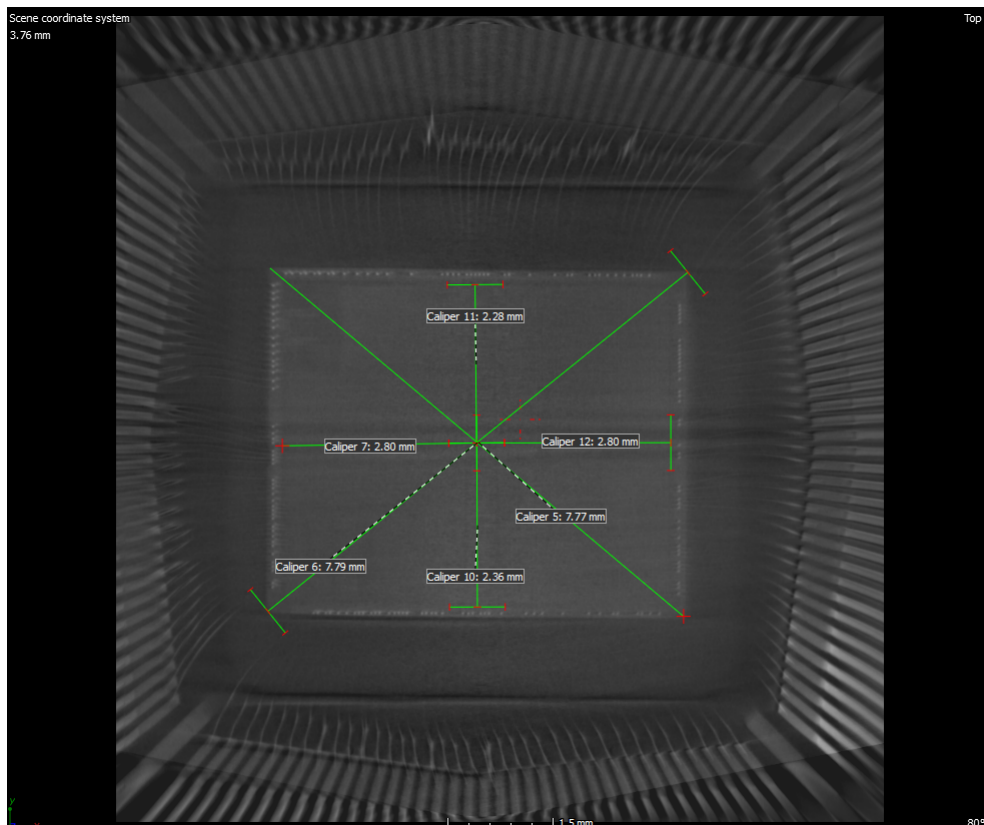 Scene coordinate system
Top
3.76 mm
Caliper 11: 2.28 mm
Caliper 7: 2.80 mm
Caliper 12: 2.80 mm
Caliper 5: 7.77 mm
Caliper 6: 7.79 mm
Caliper 10: 2.36 mm
y
1.5 mm